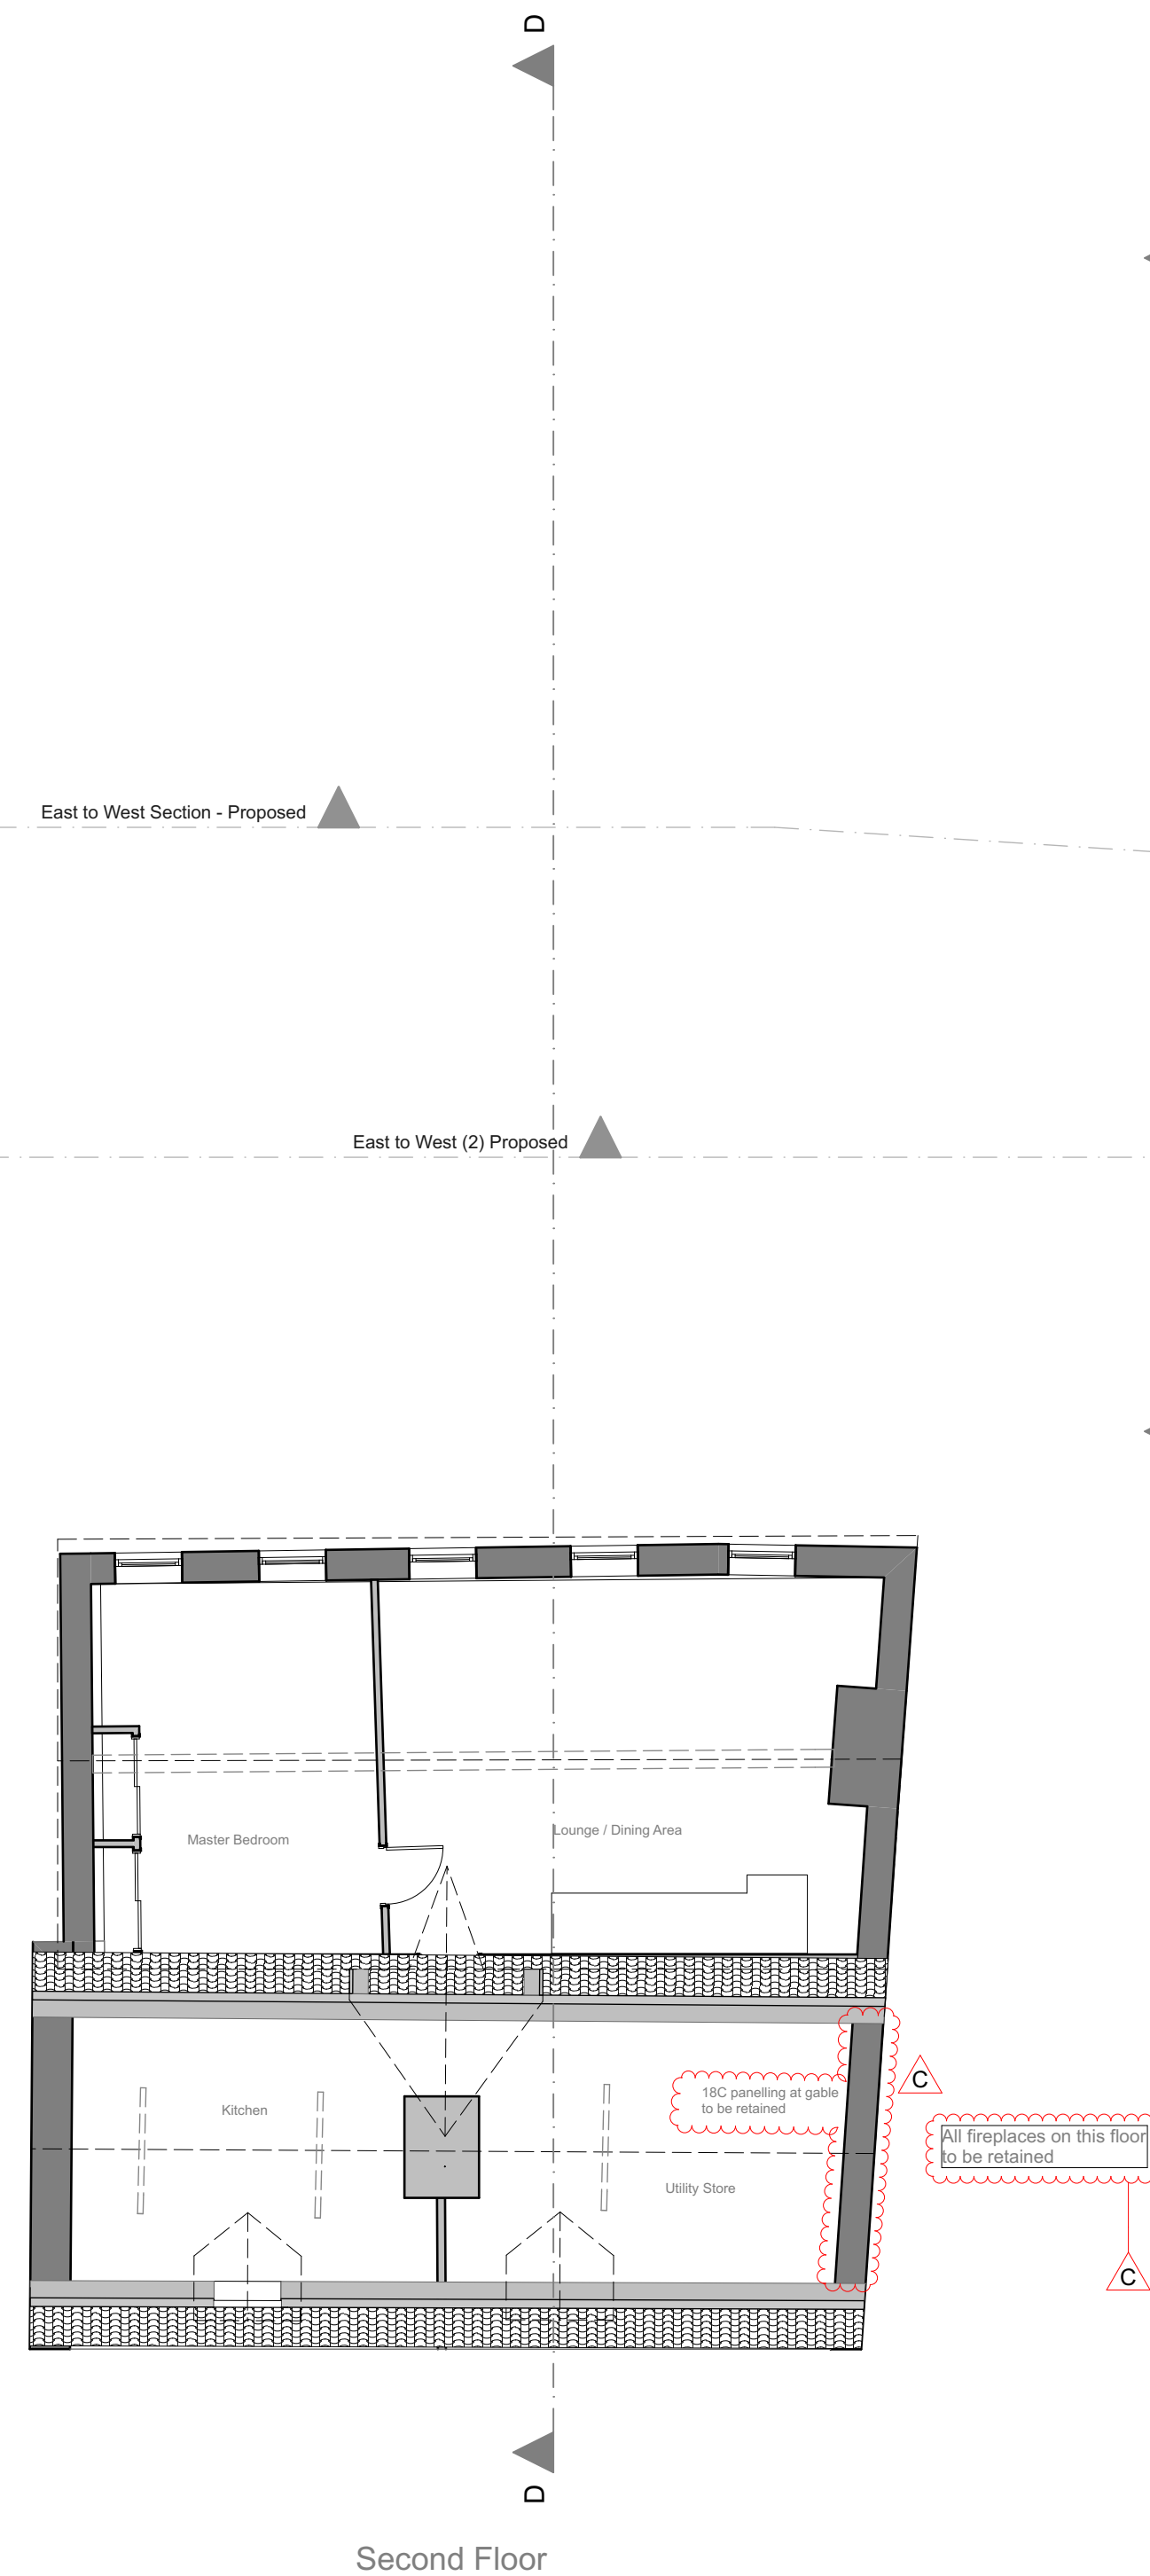 D
East to West Section - Proposed
East to West (2) Proposed
Master Bedroom
Lounge / Dining Area
Kitchen
18C panelling at gable
to be retained
C
All fireplaces on this floor
to be retained
Utility Store
C
D
Second Floor